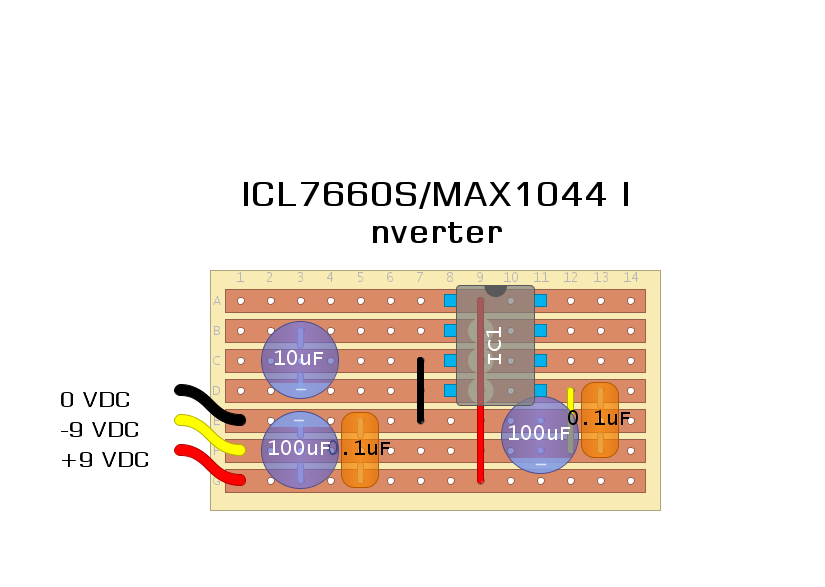 ICL7660S/MAX1044 I
nverter
1 2 3 4 5 6 7 8 9 10 11 12 13 14
A
B
IC1
C
10uF
D
0 VDC
0.1uF
E
-9 VDC
100uF
100uF
0.1uF
F
+9 VDC
G